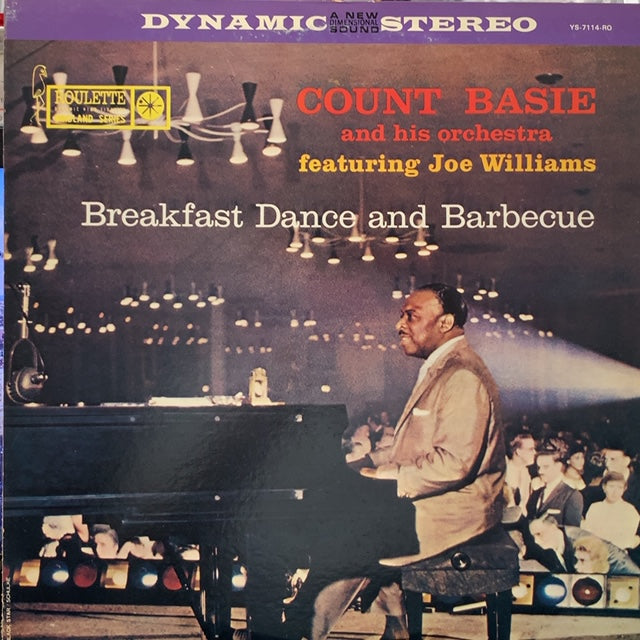 DYNAMIC A NEW DIMENSIONAL SOUND STEREO
YS-7114-RO
ROULETTE
BIRDLAND SERIES
COUNT BASIE
and his orchestra
featuring Joe Williams
Breakfast Dance and Barbecue